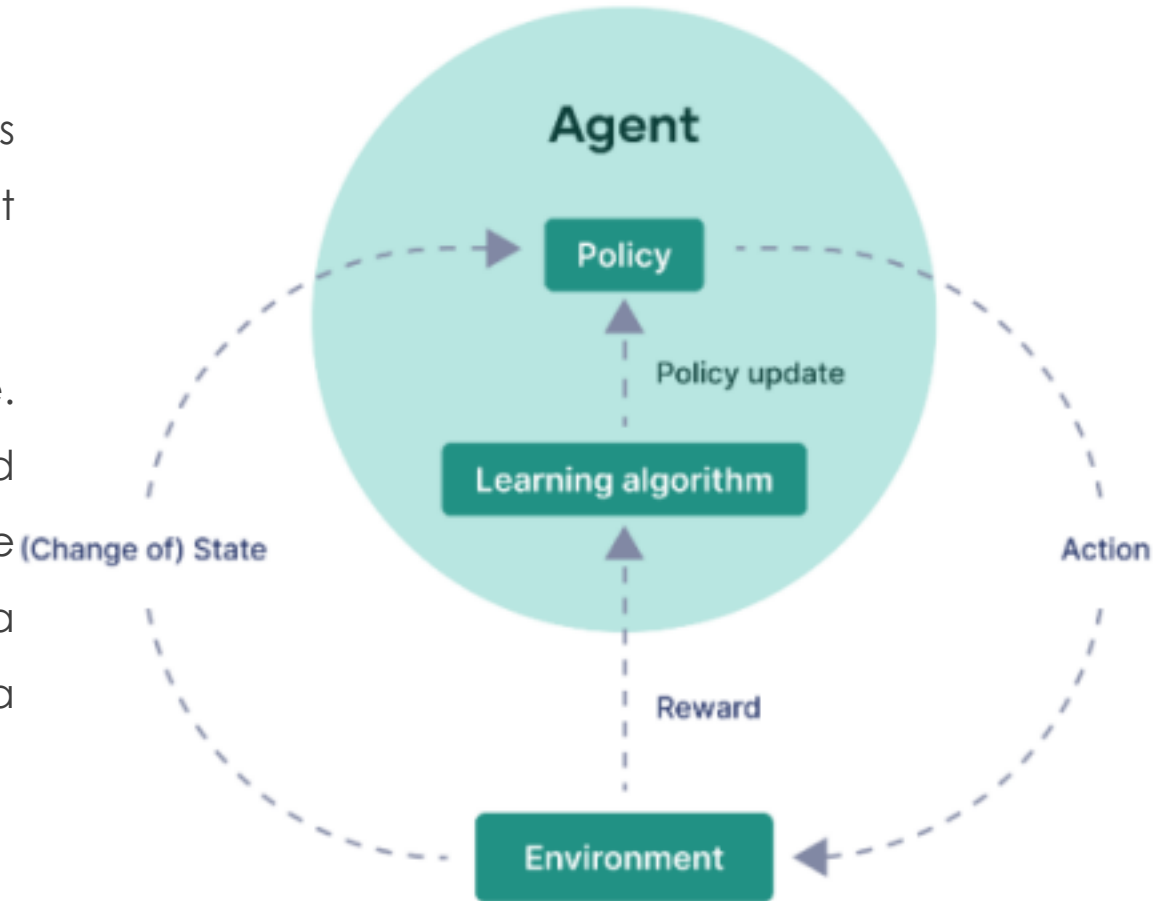 s
t
e.
d
e
a
a
Agent
Policy
Policy update
Learning algorithm
(Change of) State
Action
Reward
Environment